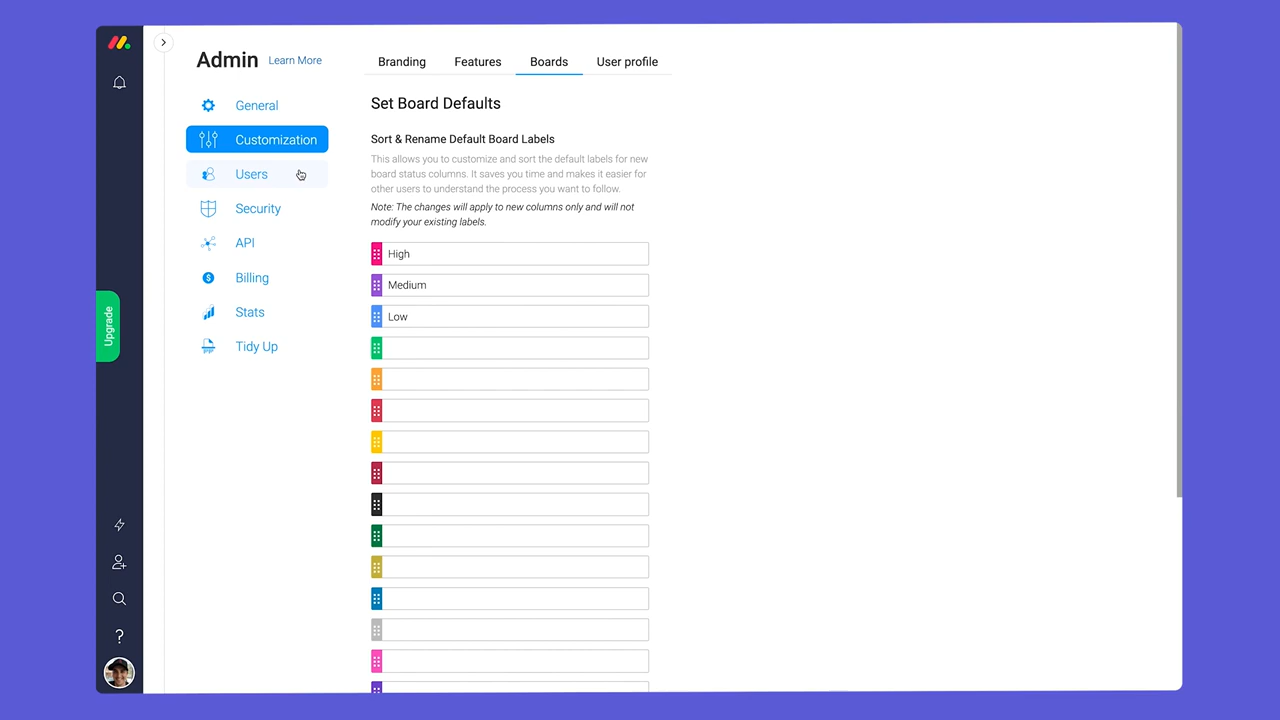 Admin Learn More
Branding Features Boards User profile
General
Customization
Users
Security
API
Billing
Stats
Tidy Up
Upgrade
Set Board Defaults
Sort & Rename Default Board Labels
This allows you to customize and sort the default labels for new
board status columns. It saves you time and makes it easier for
other users to understand the process you want to follow.
Note: The changes will apply to new columns only and will not
modify your existing labels.
High
Medium
Low